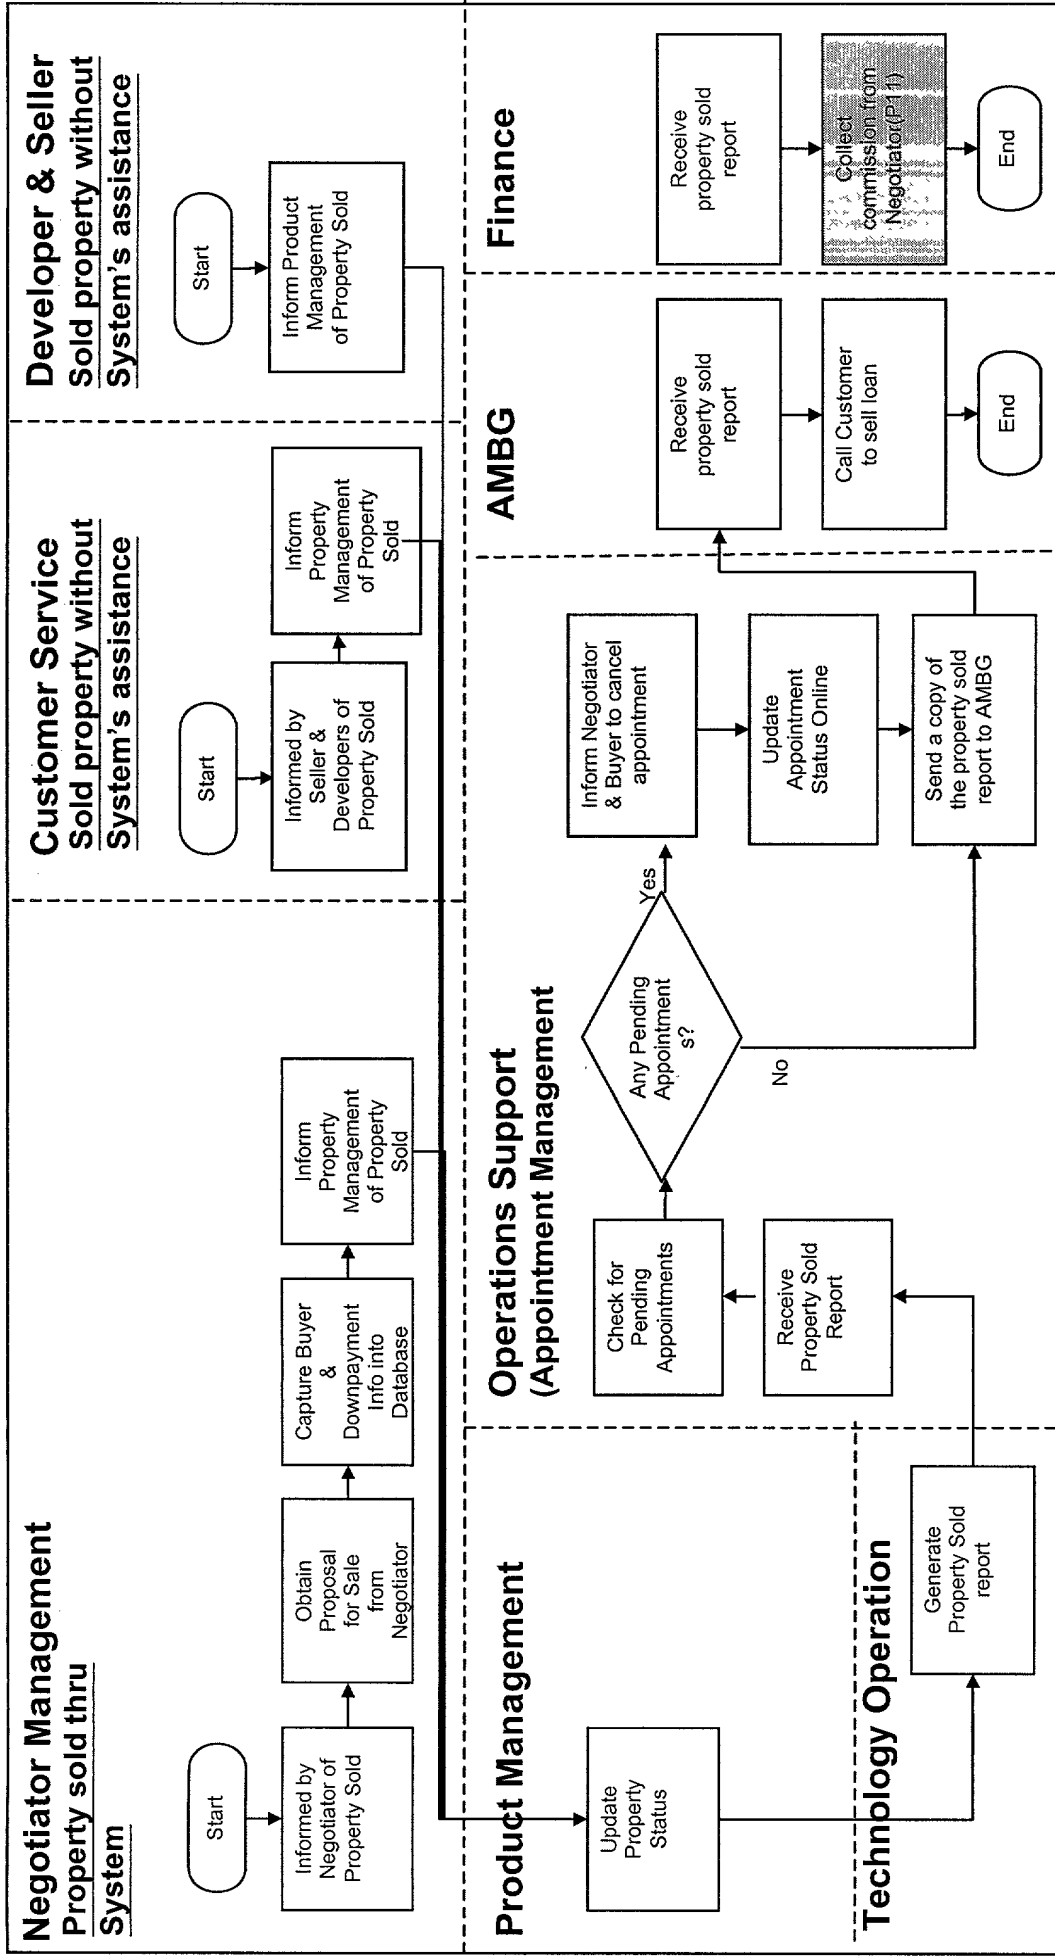 Negotiator Management
Property sold thru
System
Start
Informed by
Negotiator of
Property Sold
Obtain
Proposal
for Sale
from
Negotiator
Capture Buyer
&
Downpayment
Info into
Database
Inform
Property
Management
of Property
Sold
Customer Service
Sold property without
System's assistance
Start
Informed by
Seller &
Developers of
Property Sold
Inform
Property
Management
of Property
Sold
Developer & Seller
Sold property without
System's assistance
Start
Inform Product
Management
of Property Sold
Product Management
Update
Property
Status
Technology Operation
Generate
Property Sold
report
Operations Support
(Appointment Management)
Receive
Property Sold
Report
Check for
Pending
Appointments
Any Pending
Appointment
s?
Yes
No
Inform Negotiator
& Buyer to cancel
appointment
Update
Appointment
Status Online
Send a copy of
the property sold
report to AMBG
AMBG
Receive
property sold
report
Call Customer
to sell loan
End
Finance
Receive
property sold
report
Collect
commission from
Negotiator(P11)
End